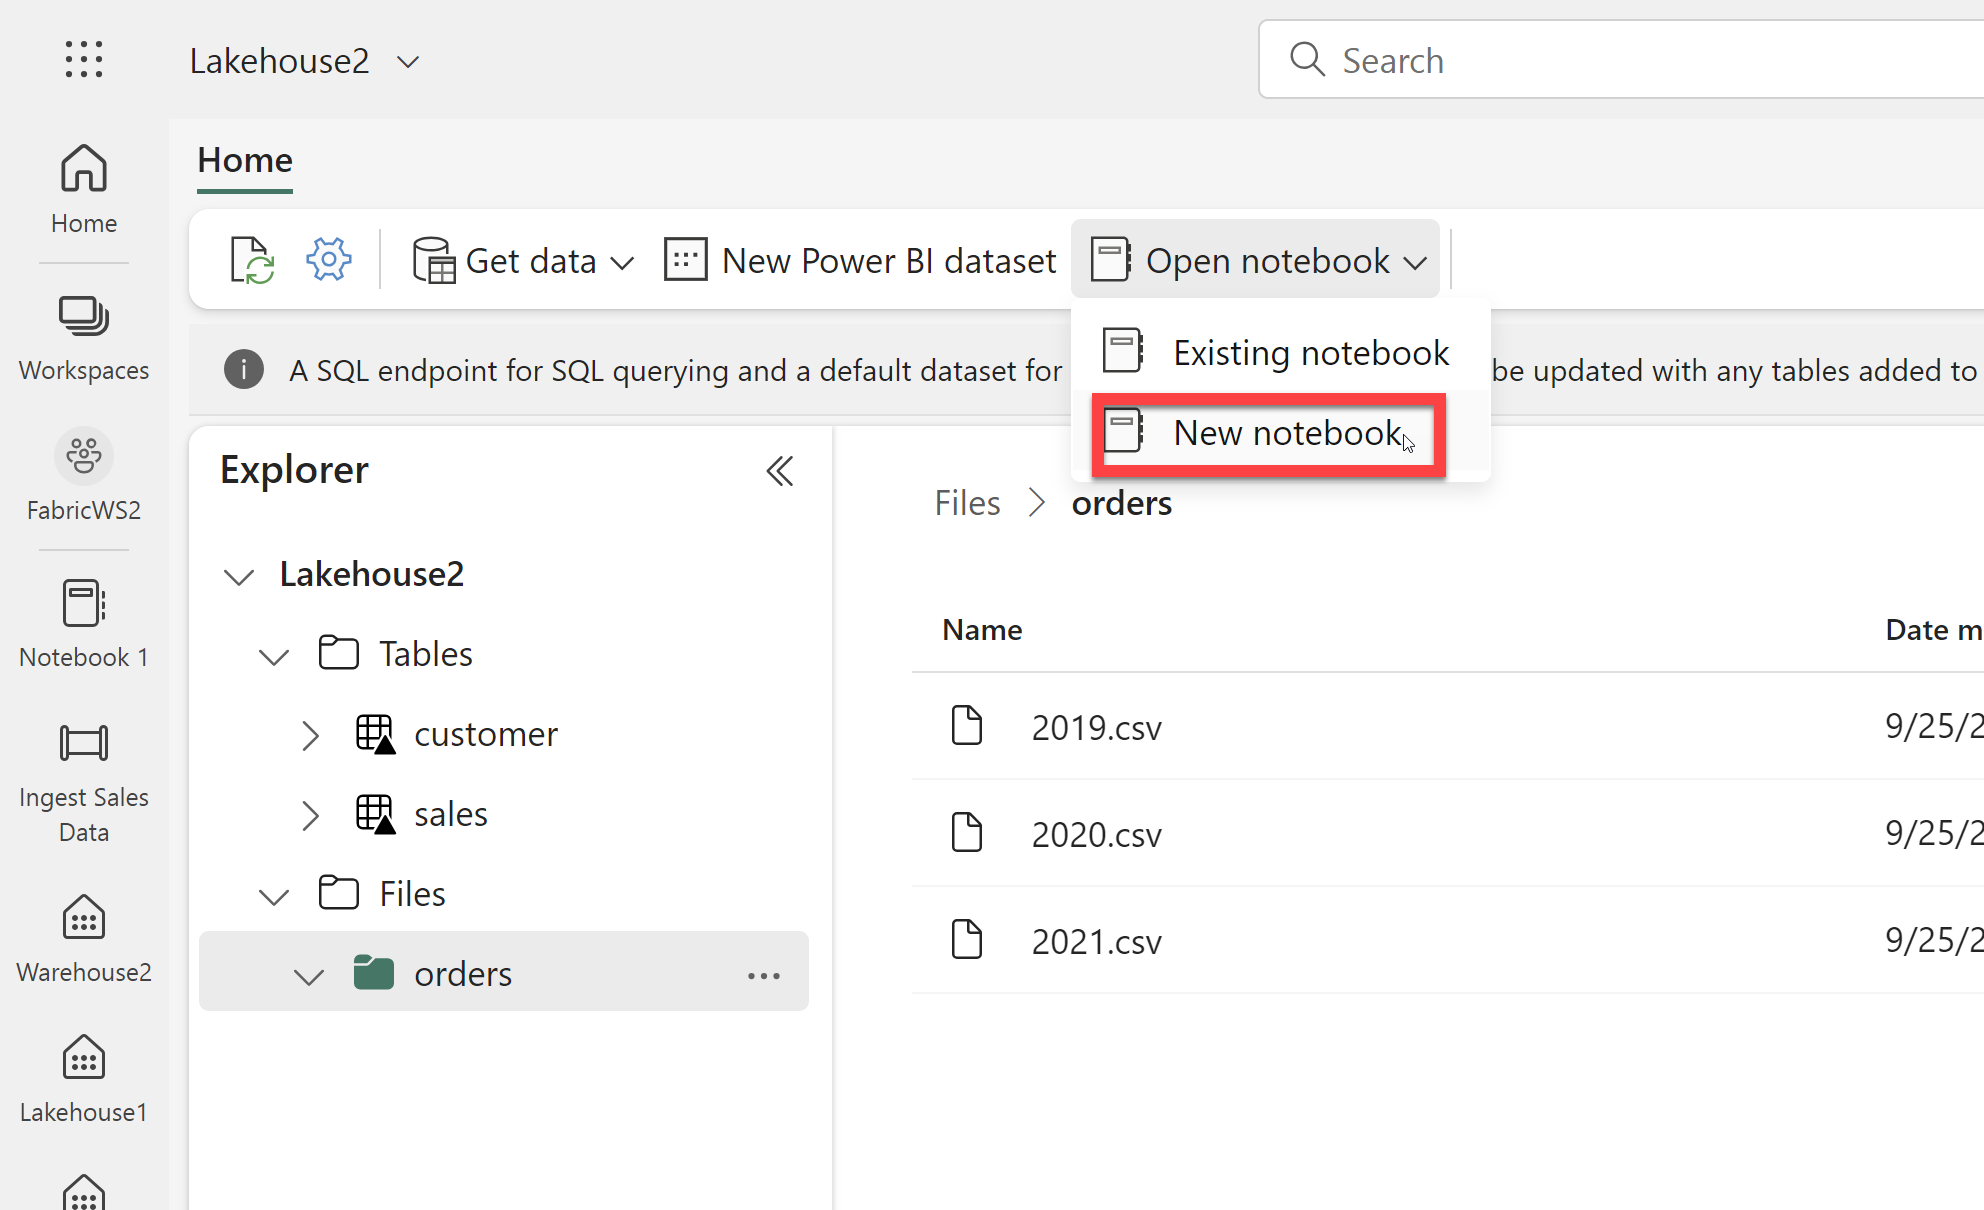 Lakehouse2
Search
Home
Home
Get data
New Power BI dataset
Open notebook
Existing notebook
New notebook
Workspaces
A SQL endpoint for SQL querying and a default dataset for
be updated with any tables added to
FabricWS2
Explorer
Files > orders
Lakehouse2
Notebook 1
Tables
Name
Date m
customer
2019.csv
9/25/2
Ingest Sales
Data
sales
2020.csv
9/25/2
Files
Warehouse2
orders
...
2021.csv
9/25/2
Lakehouse1